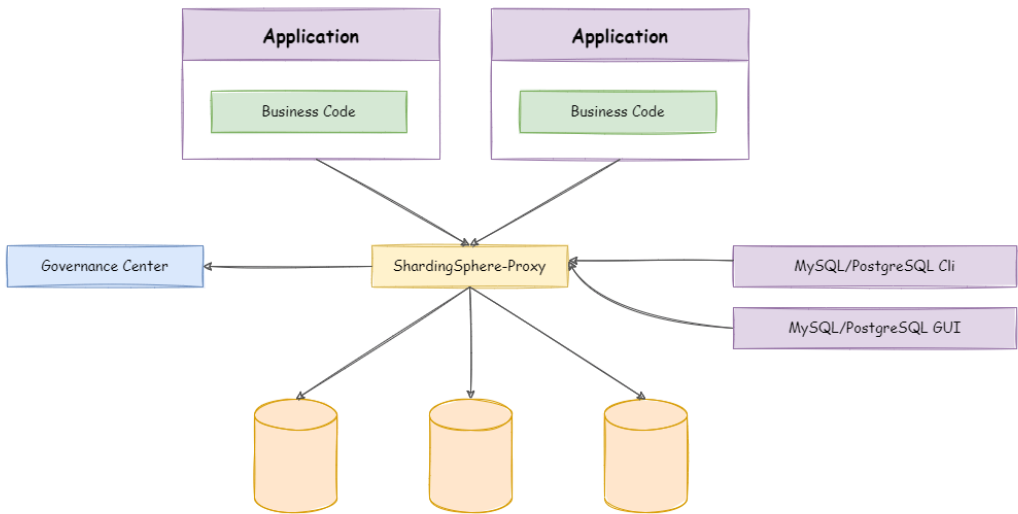 Application
Application
Business Code
Business Code
Governance Center
ShardingSphere-Proxy
MySQL/PostgreSQL Cli
MySQL/PostgreSQL GUI